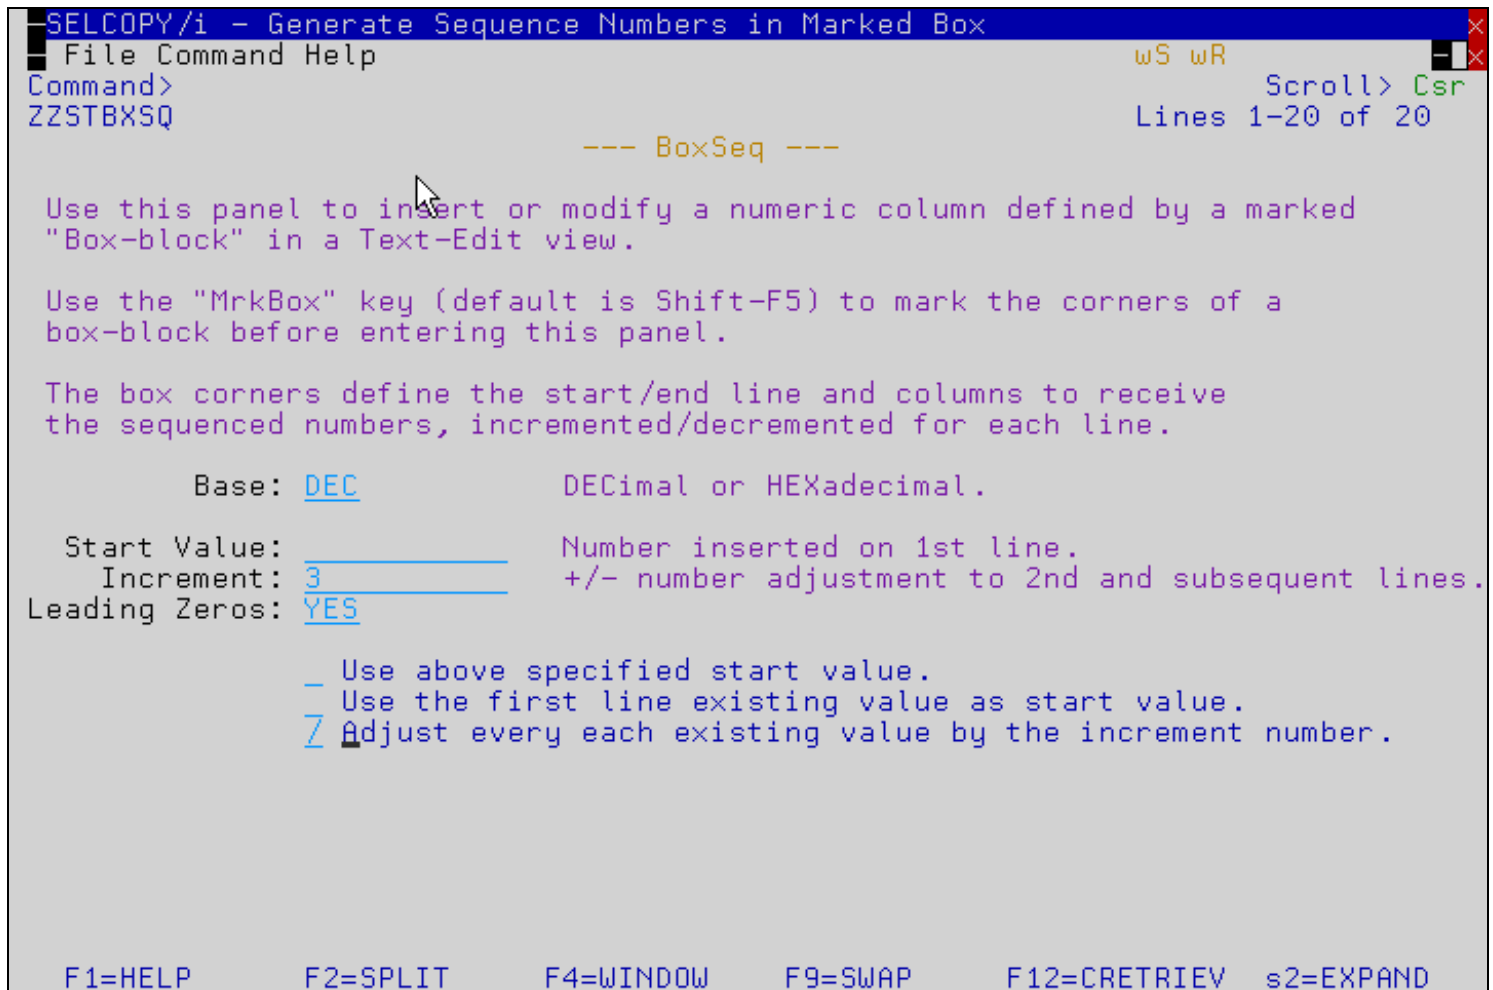 SELCOPY/i - Generate Sequence Numbers in Marked Box
File Command Help wS wR
Command> Scroll> Csr
ZZSTBXSQ Lines 1-20 of 20
--- BoxSeq ---
Use this panel to insert or modify a numeric column defined by a marked
"Box-block" in a Text-Edit view.
Use the "MrkBox" key (default is Shift-F5) to mark the corners of a
box-block before entering this panel.
The box corners define the start/end line and columns to receive
the sequenced numbers, incremented/decremented for each line.
Base: DEC DECimal or HEXadecimal.
Start Value: Number inserted on 1st line.
Increment: 3 +/- number adjustment to 2nd and subsequent lines.
Leading Zeros: YES
_ Use above specified start value.
_ Use the first line existing value as start value.
/ Adjust every each existing value by the increment number.
F1=HELP F2=SPLIT F4=WINDOW F9=SWAP F12=CRETRIEV s2=EXPAND